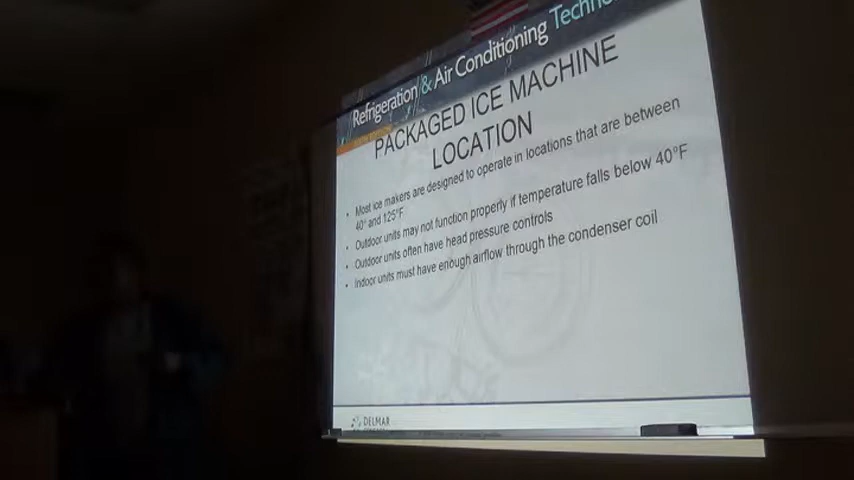 Refrigeration & Air Conditioning
PACKAGED ICE MACHINE
LOCATION
• Most ice makers are designed to operate in locations that are between
40° and 125°F
• Outdoor units may not function properly if temperature falls below 40°F
• Outdoor units often have head pressure controls
• Indoor units must have enough airflow through the condenser coil
DELMAR